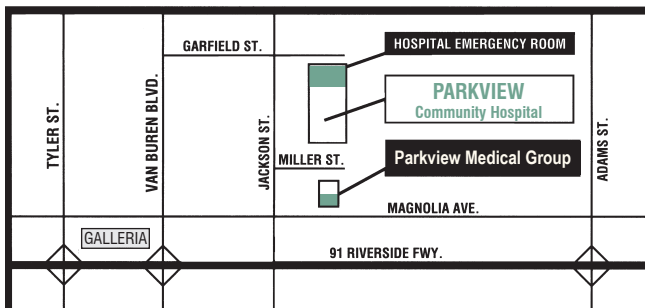 GARFIELD ST.
HOSPITAL EMERGENCY ROOM
PARKVIEW
Community Hospital
TYLER ST.
VAN BUREN BLVD.
JACKSON ST.
ADAMS ST.
MILLER ST.
Parkview Medical Group
MAGNOLIA AVE.
GALLERIA
91 RIVERSIDE FWY.